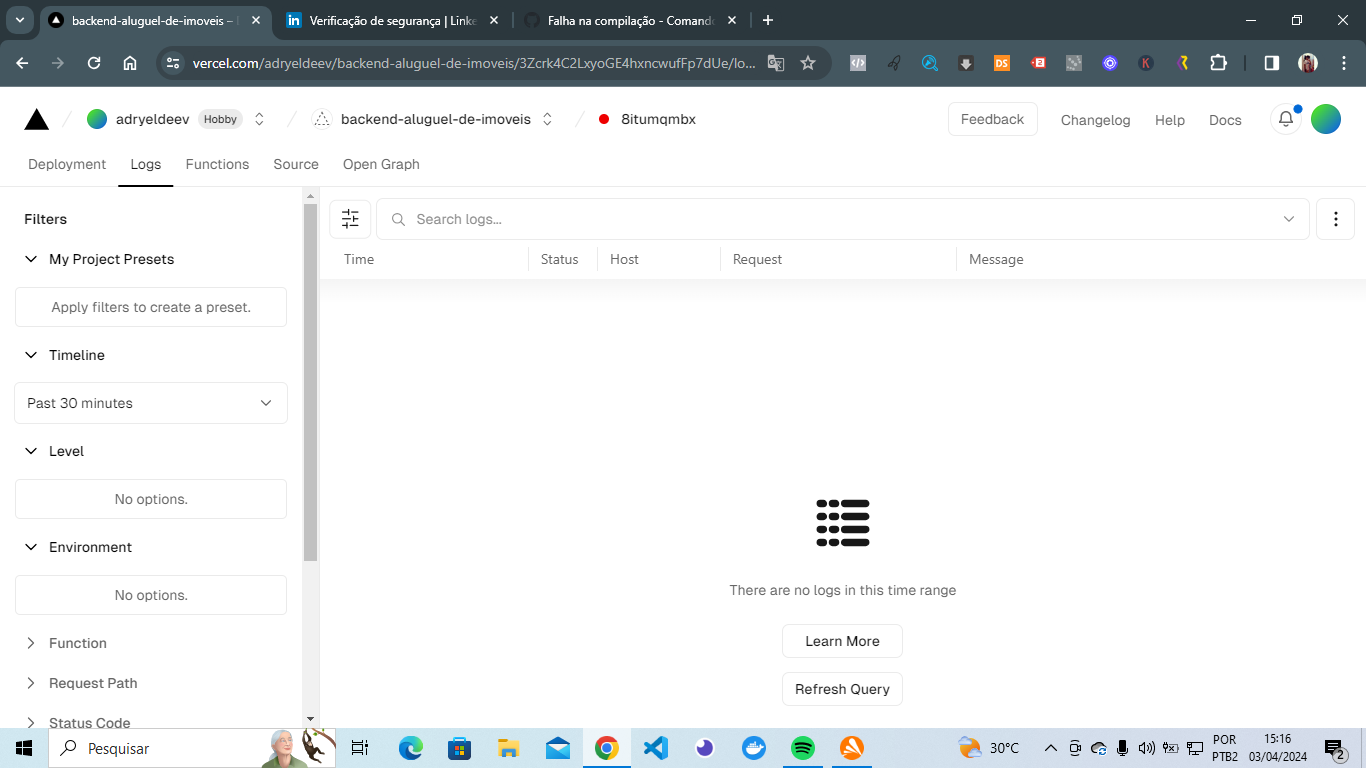 backend-aluguel-de-imoveis –
Verificação de segurança | Linke
Falha na compilação - Comando
vercel.com/adryeldeev/backend-aluguel-de-imoveis/3Zcrk4C2LxyoGE4hxncwufFp7dUe/lo...
adryeldeev Hobby
backend-aluguel-de-imoveis
8itumqmbx
Feedback
Changelog
Help
Docs
Deployment
Logs
Functions
Source
Open Graph
Filters
My Project Presets
Apply filters to create a preset.
Timeline
Past 30 minutes
Level
No options.
Environment
No options.
Function
Request Path
Status Code
Search logs...
Time
Status
Host
Request
Message
There are no logs in this time range
Learn More
Refresh Query
Pesquisar
30°C
POR
PTB2
15:16
03/04/2024
2